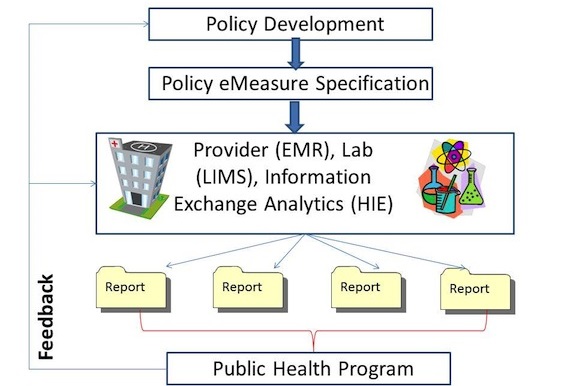 Policy Development
Policy eMeasure Specification
Provider (EMR), Lab
(LIMS), Information
Exchange Analytics (HIE)
H
Report
Report
Report
Report
Feedback
Public Health Program